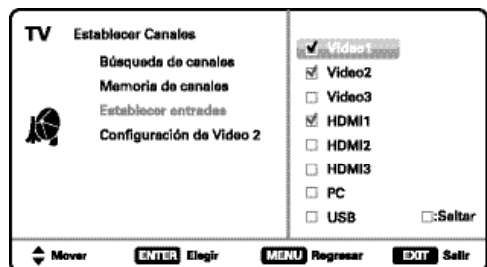 TV
Establecer Canales
Búsqueda de canales
Memoria de canales
Establecer entradas
Configuración de Video 2
Video1
Video2
Video3
HDMI1
HDMI2
HDMI3
PC
USB
:Saltar
Mover ENTER Elegir MENU Regresar EXIT Salir